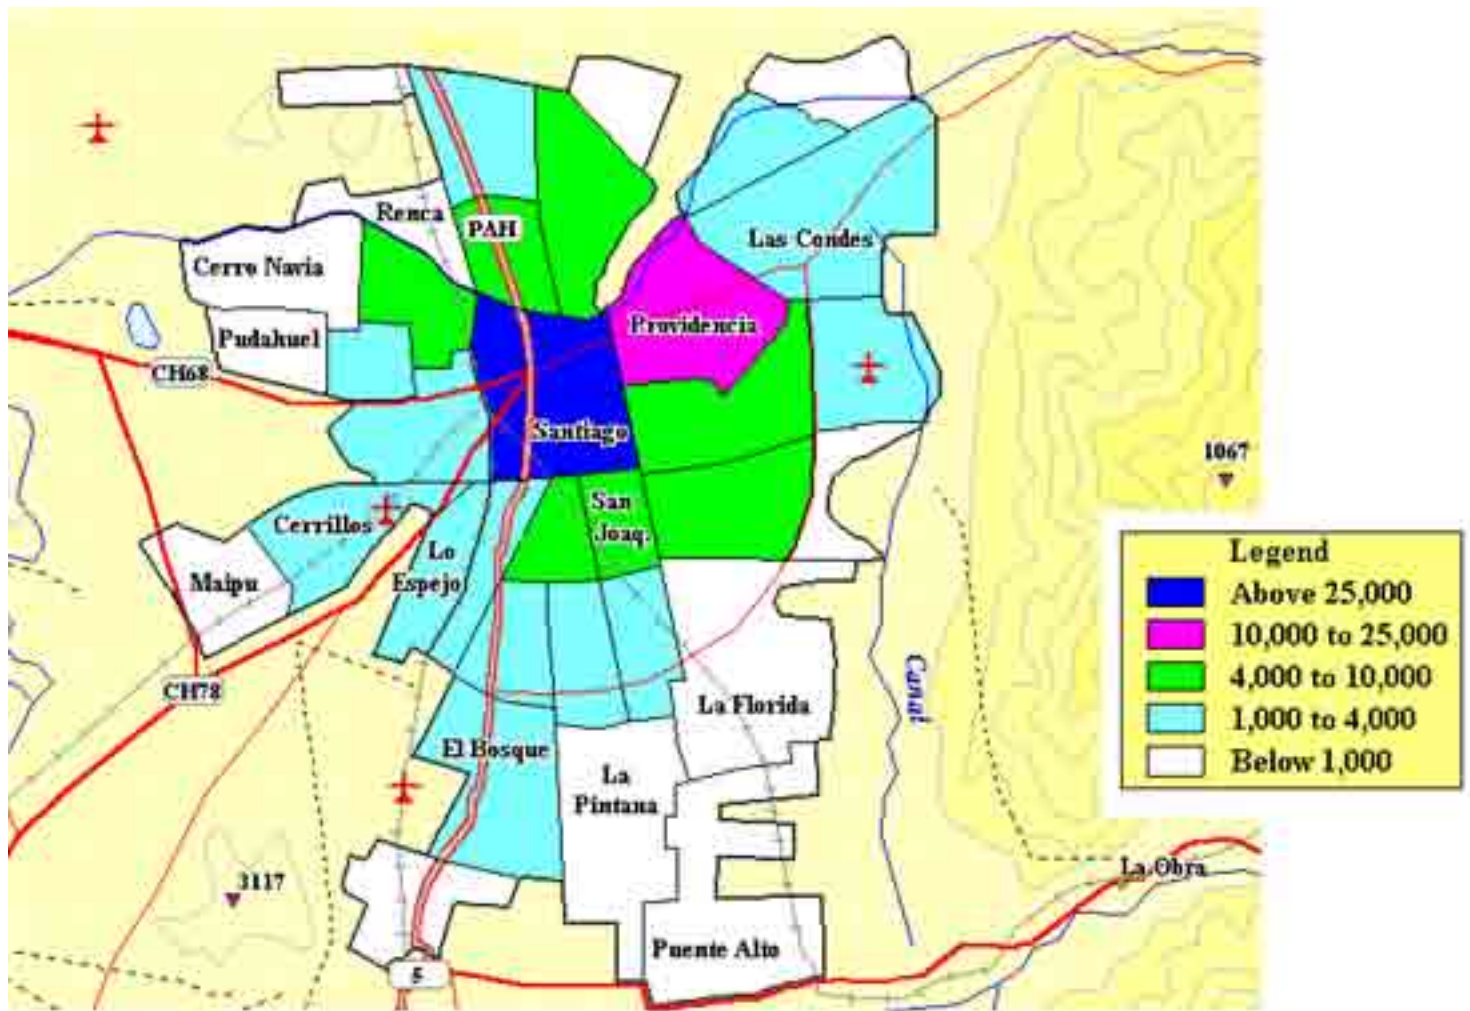 Renca
PAH
Las Condes
Cerro Navia
Providencia
Pudahuel
CH68
Santiago
1067
San
Joaq.
Cerrillos
Lo
Espejo
Maipu
CH78
Canal
La Florida
El Bosque
La
Pintana
La Obra
3117
Puente Alto
5
Legend
Above 25,000
10,000 to 25,000
4,000 to 10,000
1,000 to 4,000
Below 1,000